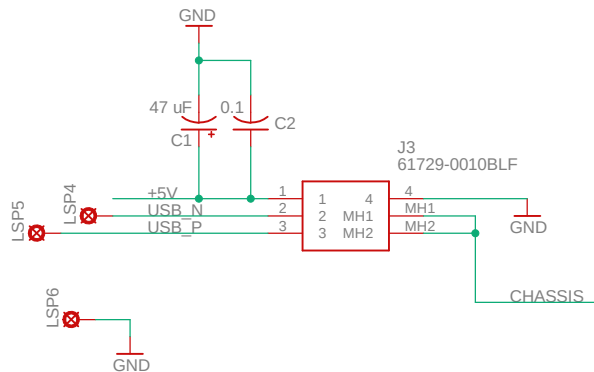 GND
47 uF
0.1
C1
C2
J3
61729-0010BLF
+5V
1
1
4
4
LSP4
USB_N
2
2
MH1
MH1
LSP5
USB_P
3
3
MH2
MH2
GND
LSP6
CHASSIS
GND